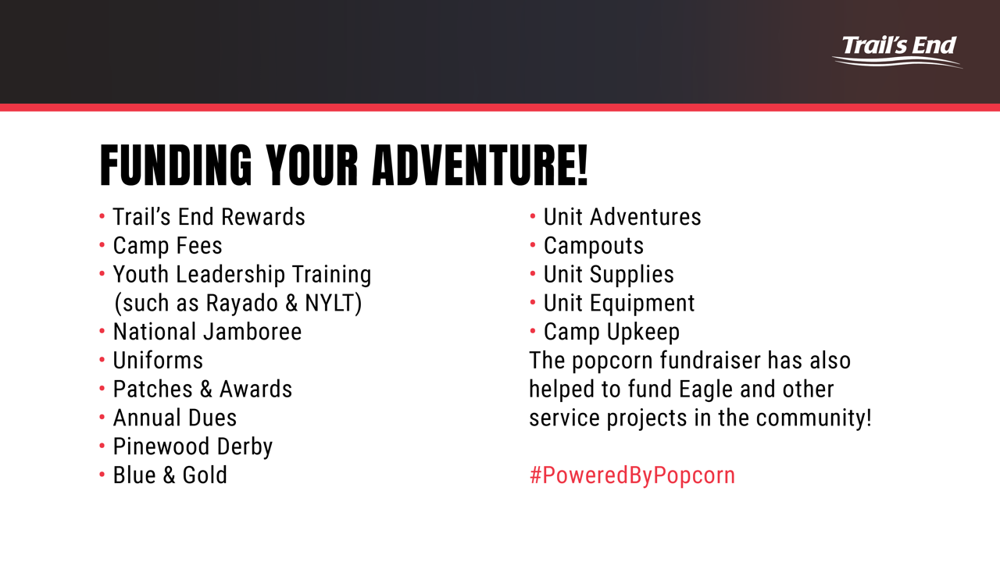 Trail's End
FUNDING YOUR ADVENTURE!
• Trail’s End Rewards
• Camp Fees
• Youth Leadership Training
(such as Rayado & NYLT)
• National Jamboree
• Uniforms
• Patches & Awards
• Annual Dues
• Pinewood Derby
• Blue & Gold
• Unit Adventures
• Campouts
• Unit Supplies
• Unit Equipment
• Camp Upkeep
The popcorn fundraiser has also
helped to fund Eagle and other
service projects in the community!
#PoweredByPopcorn